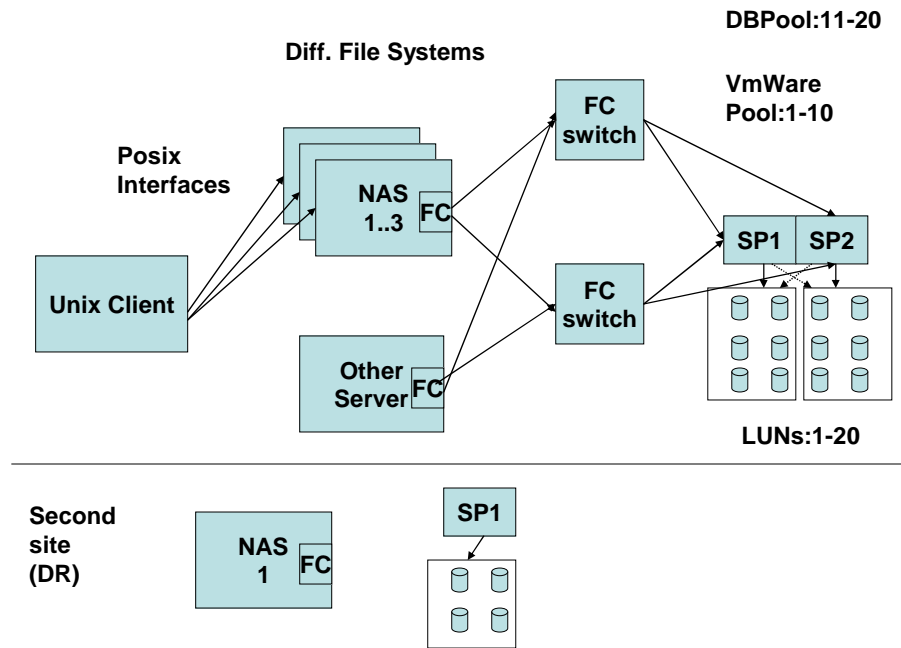 DBPool:11-20
Diff. File Systems
VmWare
Pool:1-10
FC
switch
Posix
Interfaces
NAS
1..3
FC
SP1
SP2
Unix Client
FC
switch
Other
Server
FC
LUNs:1-20
Second
site
(DR)
NAS
1
FC
SP1